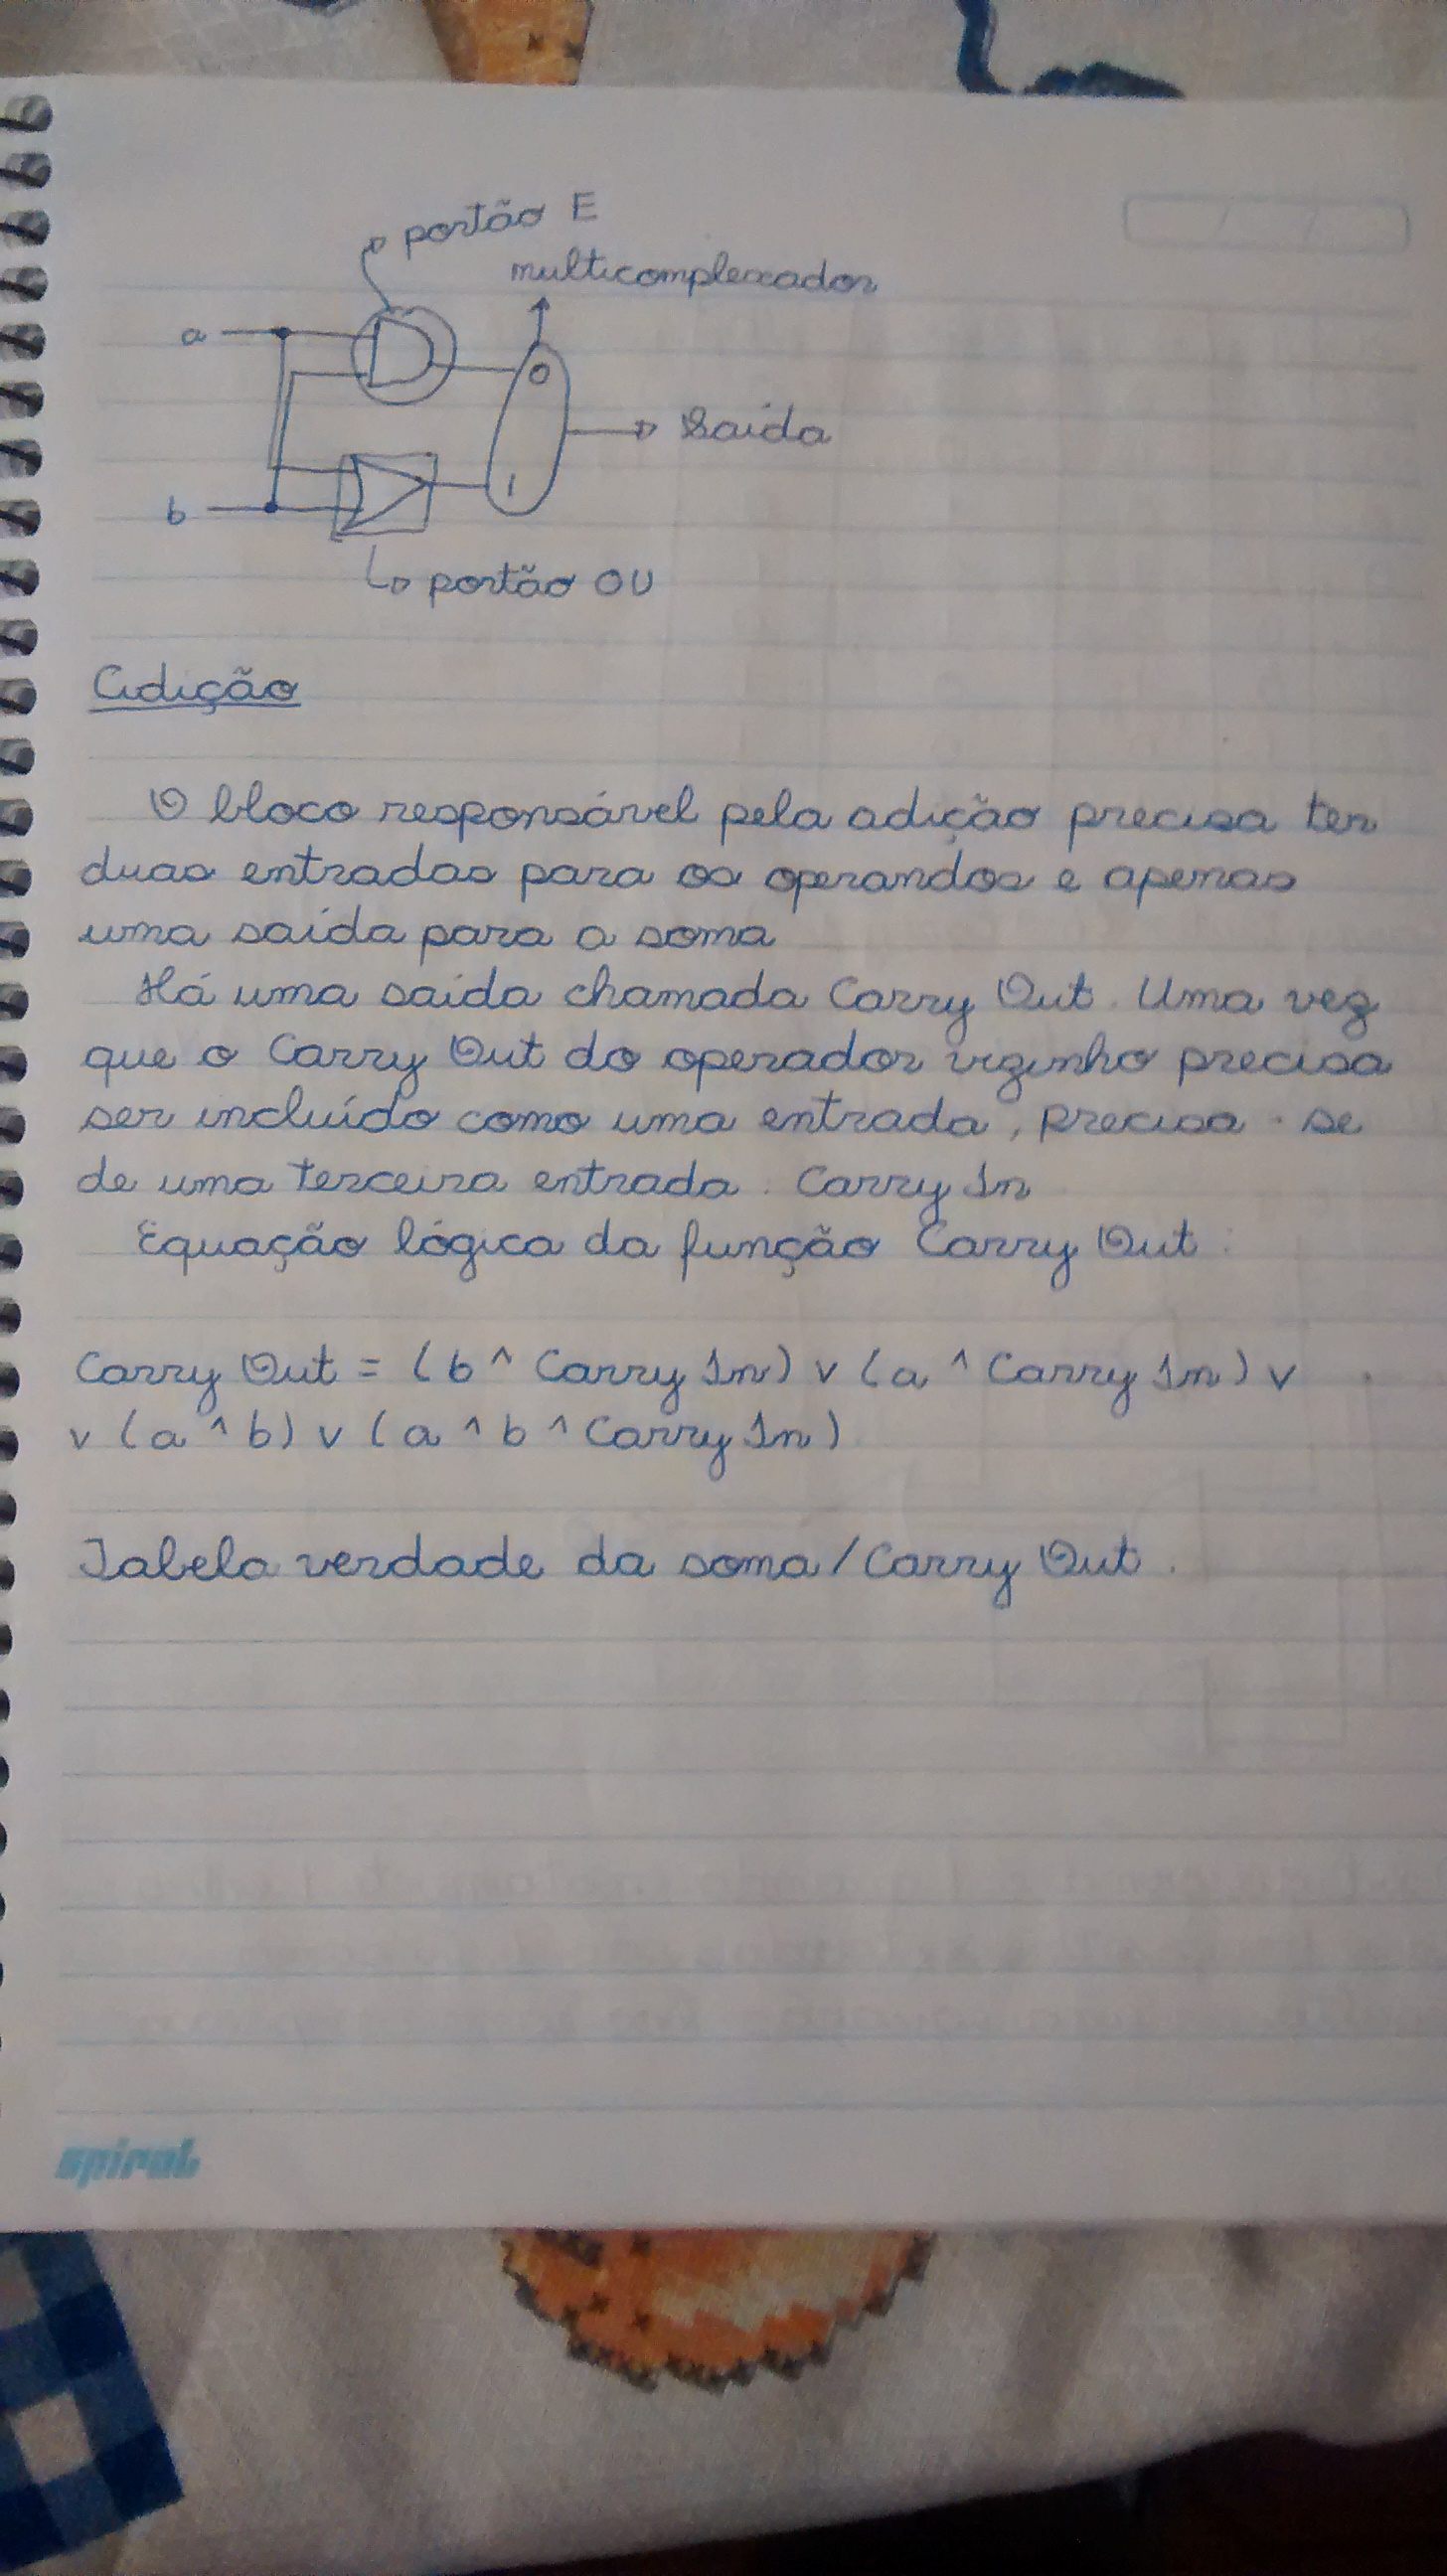 portão E
multicomplexador
a
0
Saída
1
b
portão OU
Adição
O bloco responsável pela adição precisa ter
duas entradas para os operandos e apenas
uma saída para a soma
Há uma saída chamada Carry Out. Uma vez
que o Carry Out do operador vizinho precisa
ser incluído como uma entrada, precisa-se
de uma terceira entrada: Carry In
Equação lógica da função Carry Out:
Carry Out = (b ^ Carry In) v (a ^ Carry In) v
v (a ^ b) v (a ^ b ^ Carry In)
Tabela verdade da soma/Carry Out.
spiral